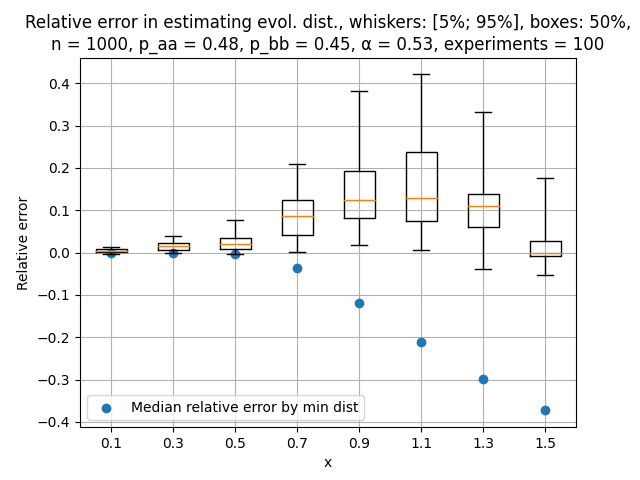 Relative error in estimating evol. dist., whiskers: [5%; 95%], boxes: 50%,
n = 1000, p_aa = 0.48, p_bb = 0.45, α = 0.53, experiments = 100
Relative error
0.4
0.3
0.2
0.1
0.0
−0.1
−0.2
−0.3
−0.4
Median relative error by min dist
0.1 0.3 0.5 0.7 0.9 1.1 1.3 1.5
x